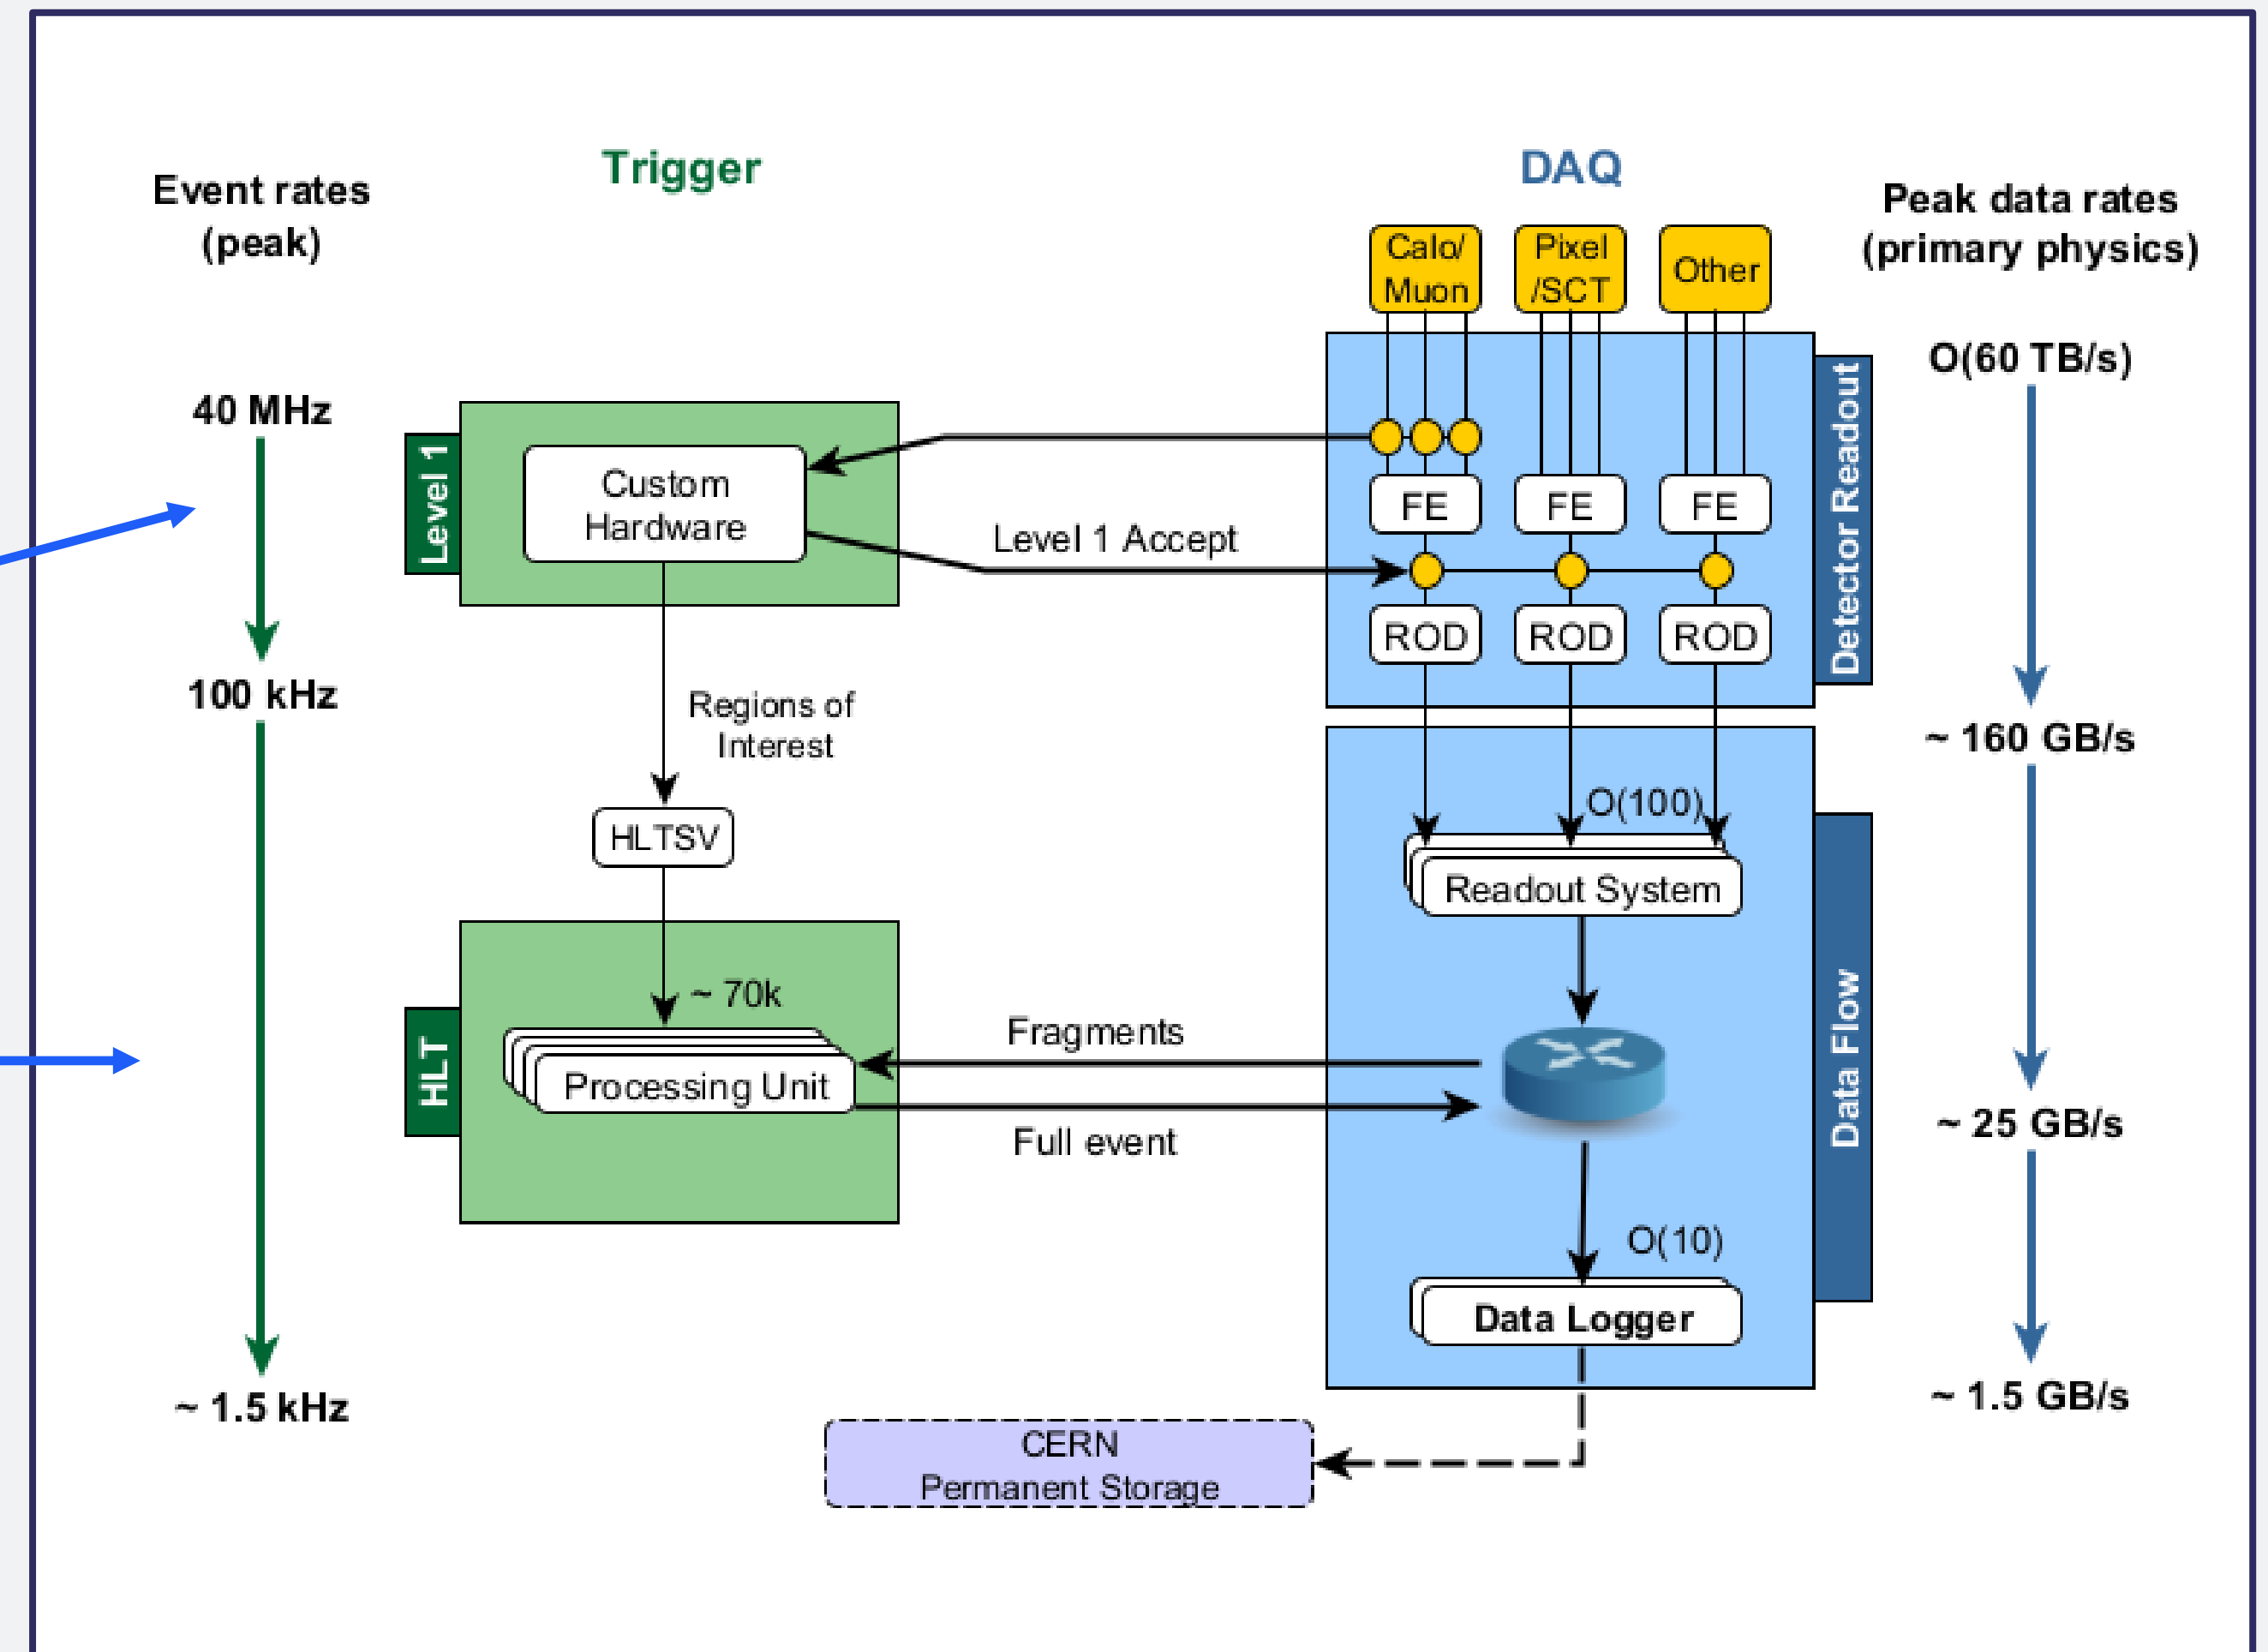 Trigger
DAQ
Event rates
(peak)
Peak data rates
(primary physics)
Calo/
Muon
Pixel
/SCT
Other
O(60 TB/s)
40 MHz
Level 1
Custom
Hardware
FE
FE
FE
Level 1 Accept
Detector Readout
ROD
ROD
ROD
100 kHz
Regions of
Interest
~ 160 GB/s
HLTSV
O(100)
Readout System
~ 70k
HLT
Processing Unit
Fragments
Full event
Data Flow
~ 25 GB/s
O(10)
Data Logger
~ 1.5 kHz
~ 1.5 GB/s
CERN
Permanent Storage